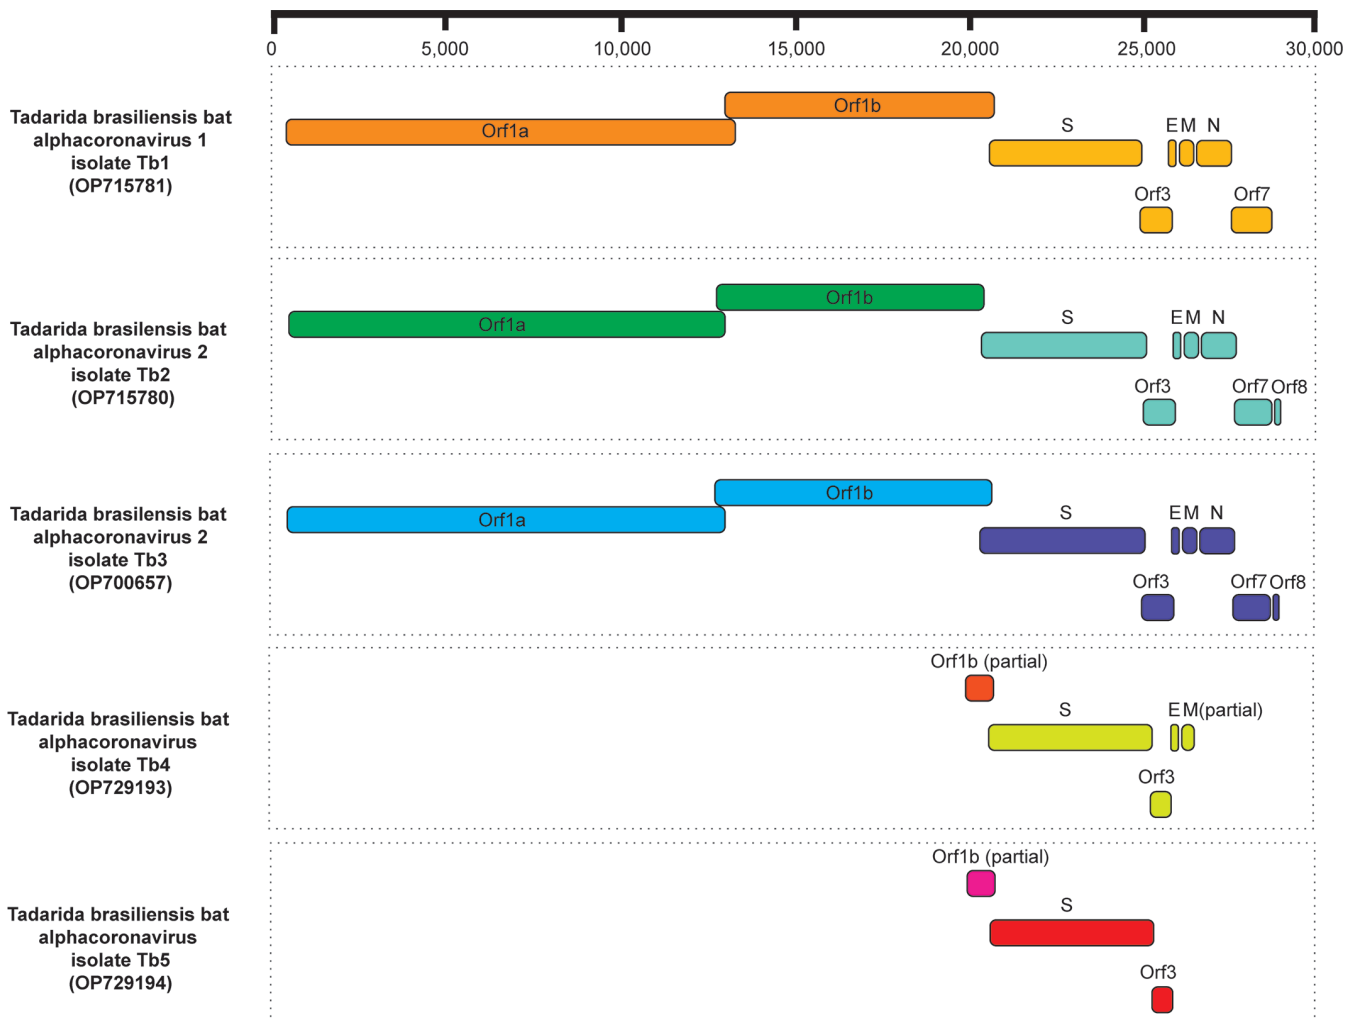 0 5,000 10,000 15,000 20,000 25,000 30,000
Tadarida brasiliensis bat
alphacoronavirus 1
isolate Tb1
(OP715781)
Orf1b
Orf1a
S E M N
Orf3 Orf7
Tadarida brasilensis bat
alphacoronavirus 2
isolate Tb2
(OP715780)
Orf1b
Orf1a
S E M N
Orf3 Orf7 Orf8
Tadarida brasilensis bat
alphacoronavirus 2
isolate Tb3
(OP700657)
Orf1b
Orf1a
S E M N
Orf3 Orf7 Orf8
Tadarida brasiliensis bat
alphacoronavirus
isolate Tb4
(OP729193)
Orf1b (partial)
S E M(partial)
Orf3
Tadarida brasiliensis bat
alphacoronavirus
isolate Tb5
(OP729194)
Orf1b (partial)
S
Orf3